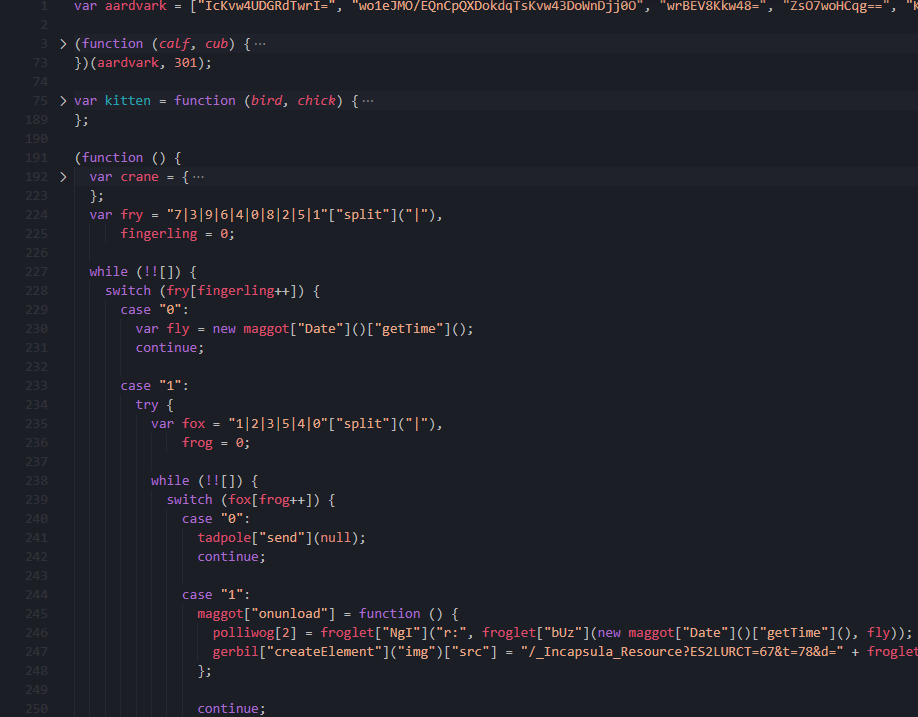 1 var aardvark = ["IcKvw4UDGRdTwrI=", "wo1eJMO/EQnCpQXDokdqTsKvw43DoWnDjj0O", "wrBEV8Kkw48=", "ZsO7woHCqg==", "K
2
3 > (function (calf, cub) { ···
73 })(aardvark, 301);
74
75 > var kitten = function (bird, chick) { ···
189 };
190
191 (function () {
192 > var crane = { ···
223 };
224 var fry = "7|3|9|6|4|0|8|2|5|1"["split"]("|"),
225 fingerling = 0;
226
227 while (!![]) {
228 switch (fry[fingerling++]) {
229 case "0":
230 var fly = new maggot["Date"]()["getTime"]();
231 continue;
232
233 case "1":
234 try {
235 var fox = "1|2|3|5|4|0"["split"]("|"),
236 frog = 0;
237
238 while (!![]) {
239 switch (fox[frog++]) {
240 case "0":
241 tadpole["send"](null);
242 continue;
243
244 case "1":
245 maggot["onunload"] = function () {
246 polliwog[2] = froglet["NgI"]("r:", froglet["bUz"](new maggot["Date"]()["getTime"](), fly));
247 gerbil["createElement"]("img")["src"] = "/_Incapsula_Resource?ES2LURCT=67&t=78&d=" + froglet
248 };
249
250 continue;